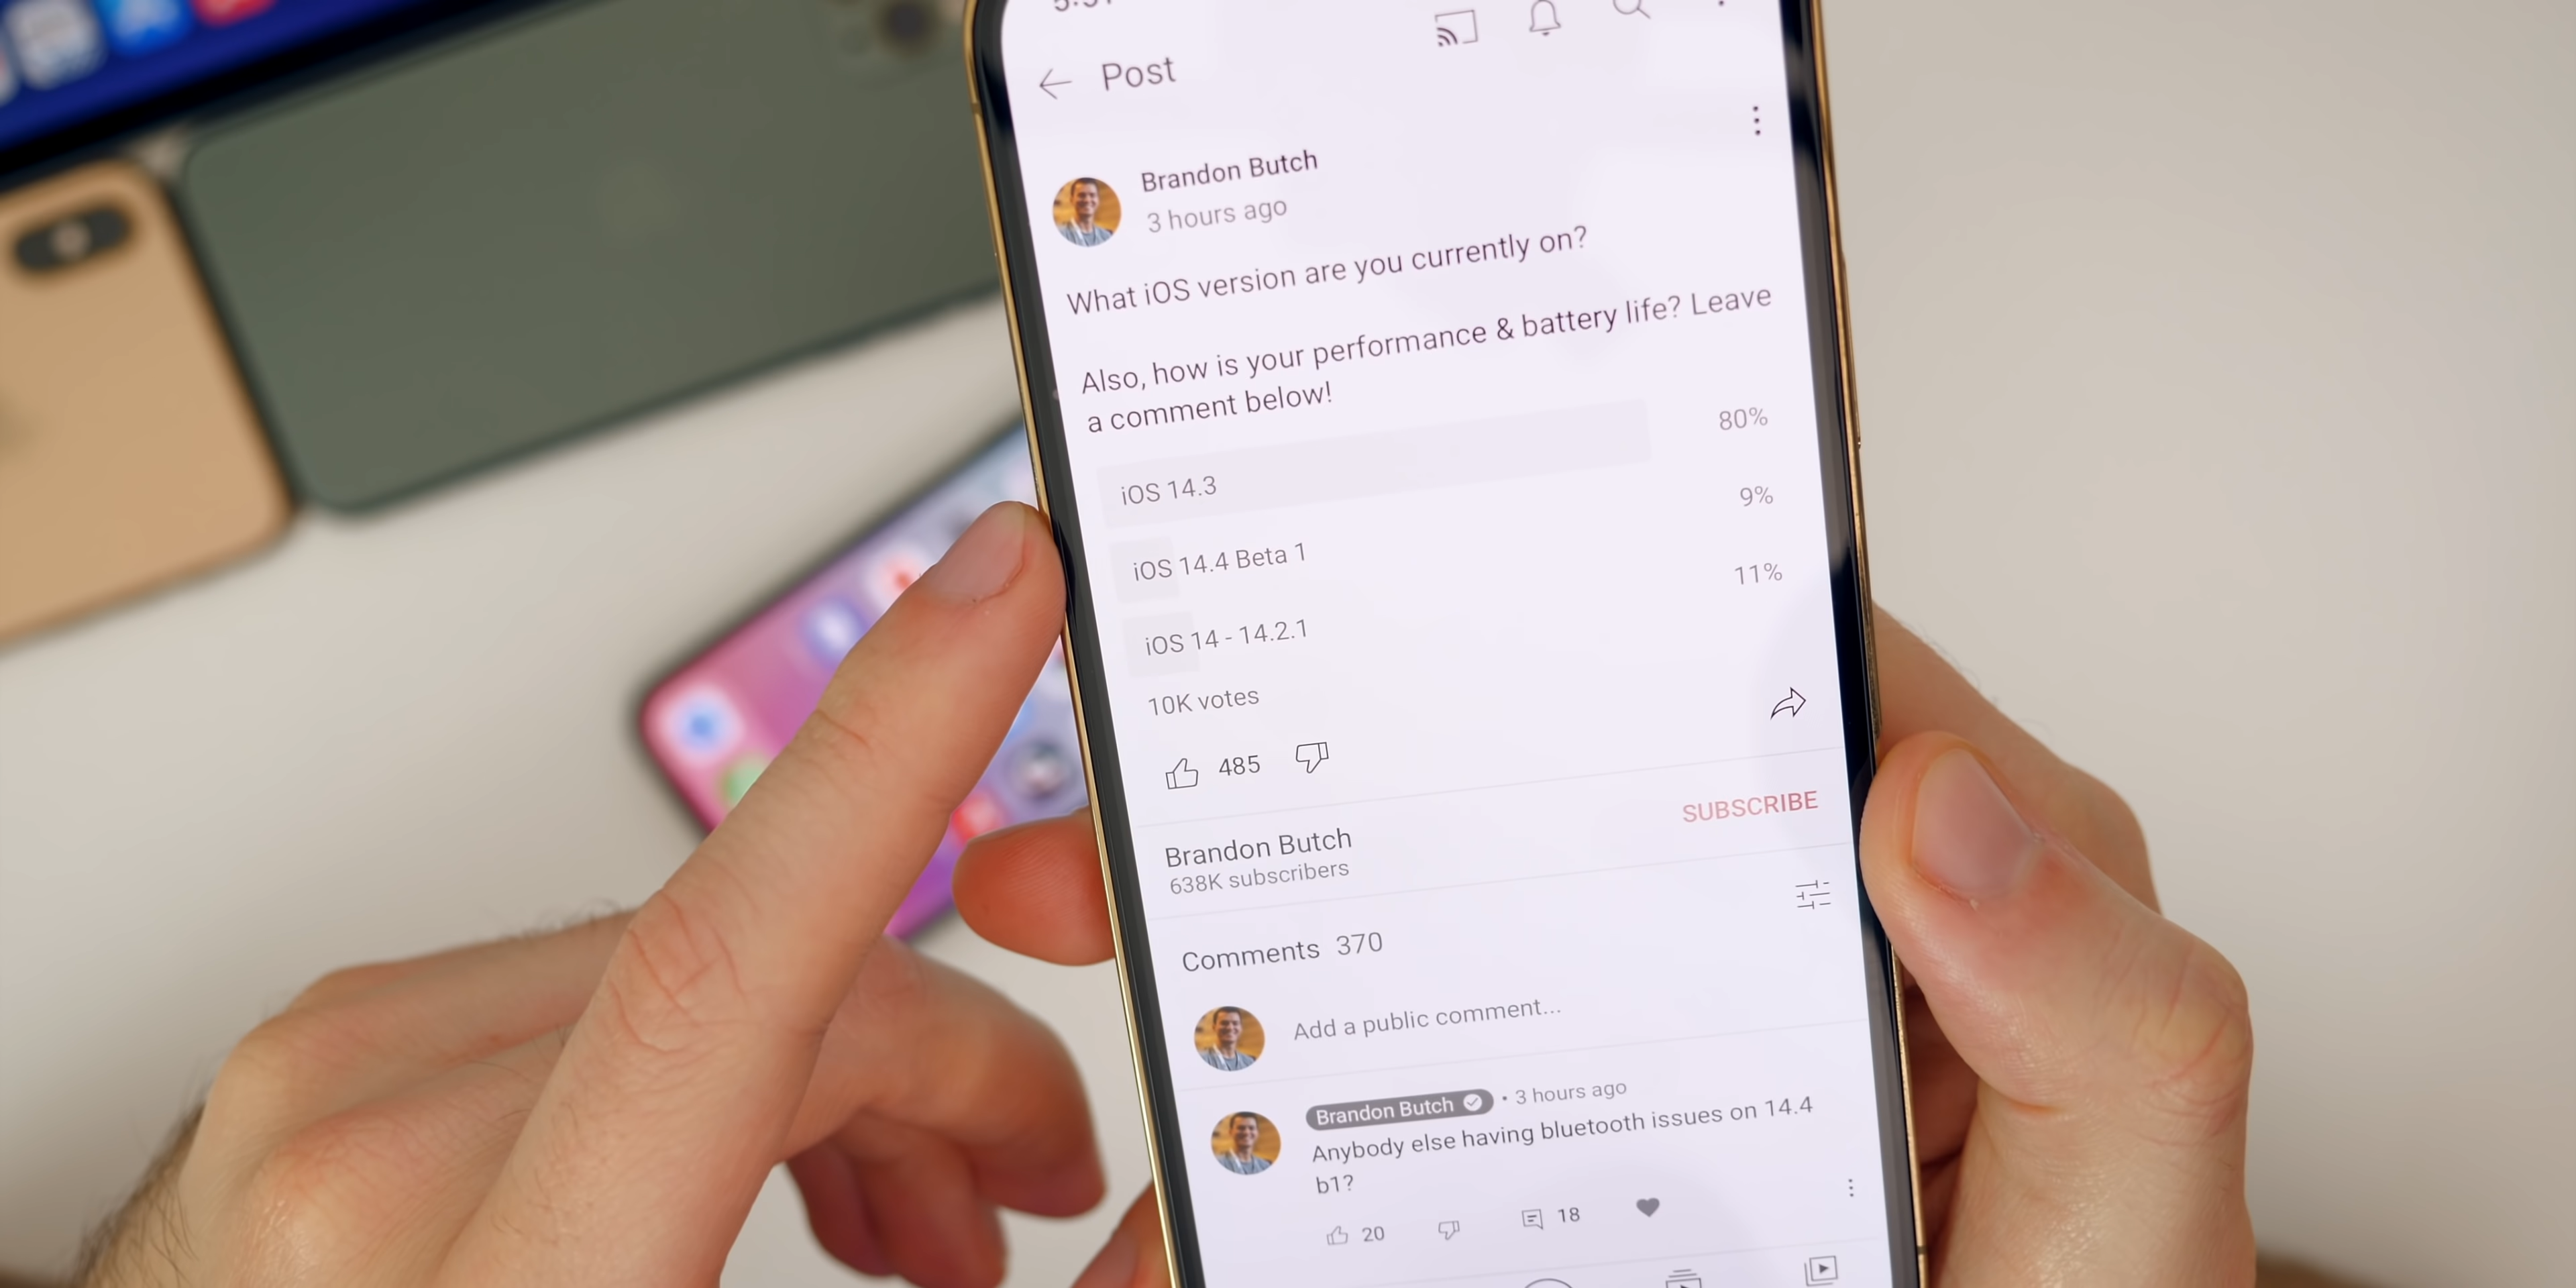 Post
Brandon Butch
3 hours ago
What iOS version are you currently on?
Also, how is your performance & battery life? Leave
a comment below!
iOS 14.3
80%
iOS 14.4 Beta 1
9%
iOS 14 - 14.2.1
11%
10K votes
485
Brandon Butch
638K subscribers
SUBSCRIBE
Comments 370
Add a public comment...
Brandon Butch • 3 hours ago
Anybody else having bluetooth issues on 14.4
b1?
20
18